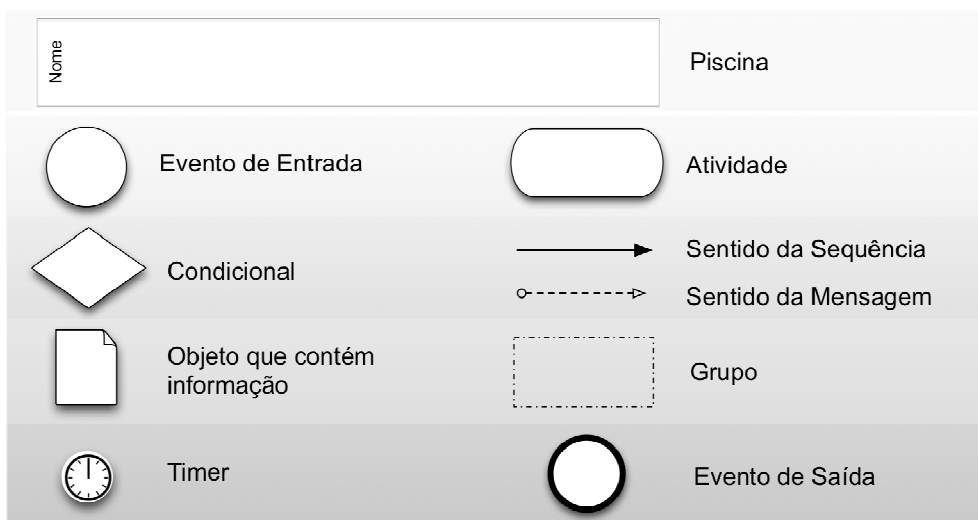 Nome
Piscina
Evento de Entrada
Atividade
Condicional
Sentido da Sequência
Sentido da Mensagem
Objeto que contém
informação
Grupo
Timer
Evento de Saída